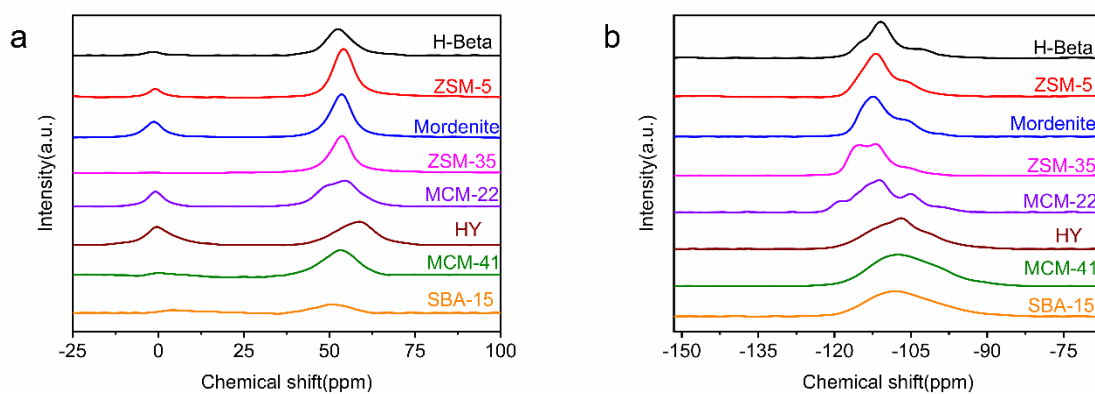 a
H-Beta
ZSM-5
Mordenite
ZSM-35
MCM-22
HY
MCM-41
SBA-15
Intensity(a.u.)
-25 0 25 50 75 100
Chemical shift(ppm)
b
H-Beta
ZSM-5
Mordenite
ZSM-35
MCM-22
HY
MCM-41
SBA-15
Intensity(a.u.)
-150 -135 -120 -105 -90 -75
Chemical shift(ppm)